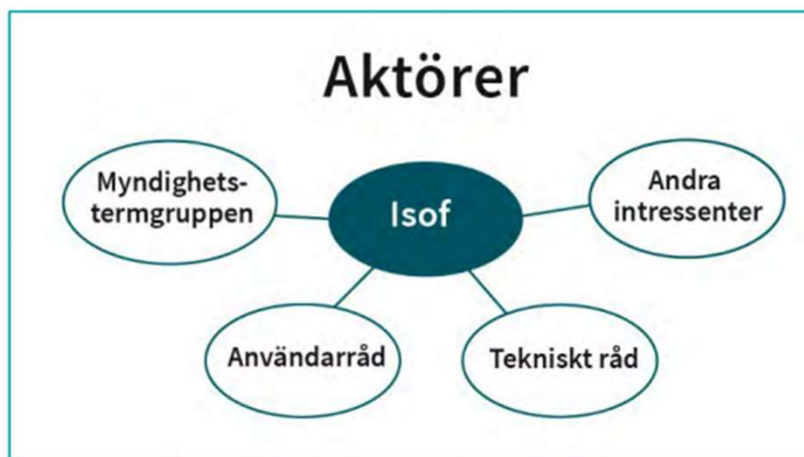 Aktörer
Myndighets-
termgruppen
Isof
Andra
intressenter
Användarråd
Tekniskt råd